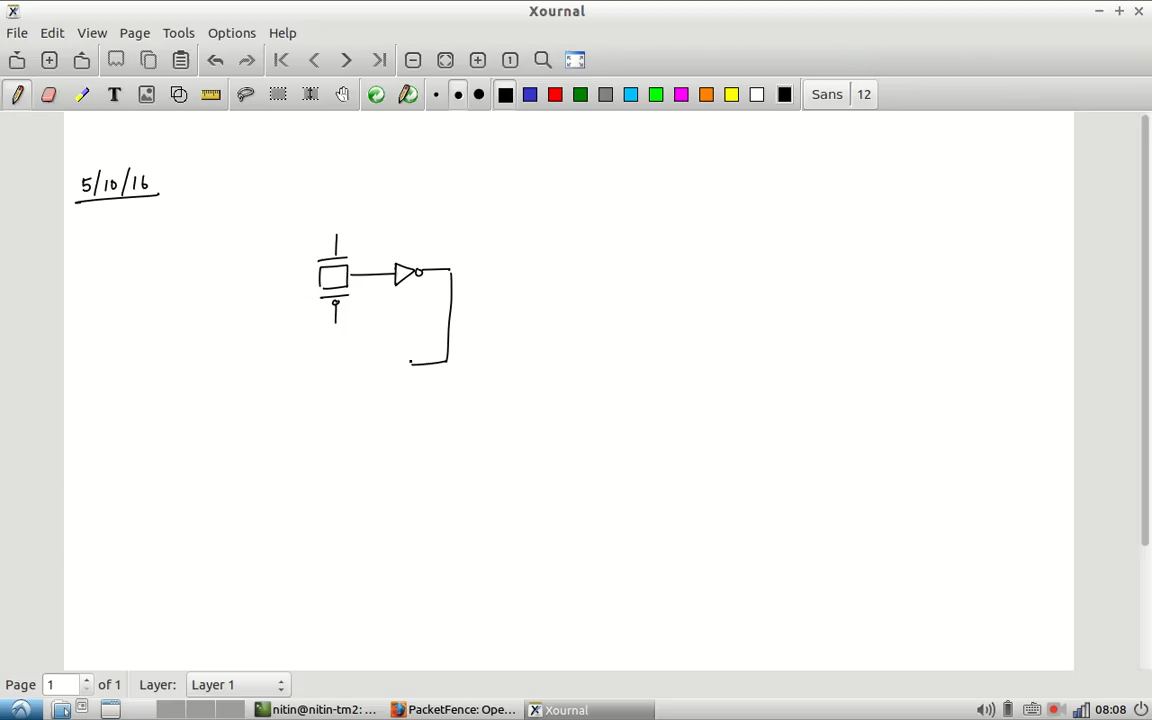 Xournal
File Edit View Page Tools Options Help
Sans 12
5/10/16
Page 1 of 1 Layer: Layer 1
nitin@nitin-tm2: ... PacketFence: Ope... Xournal 08:08